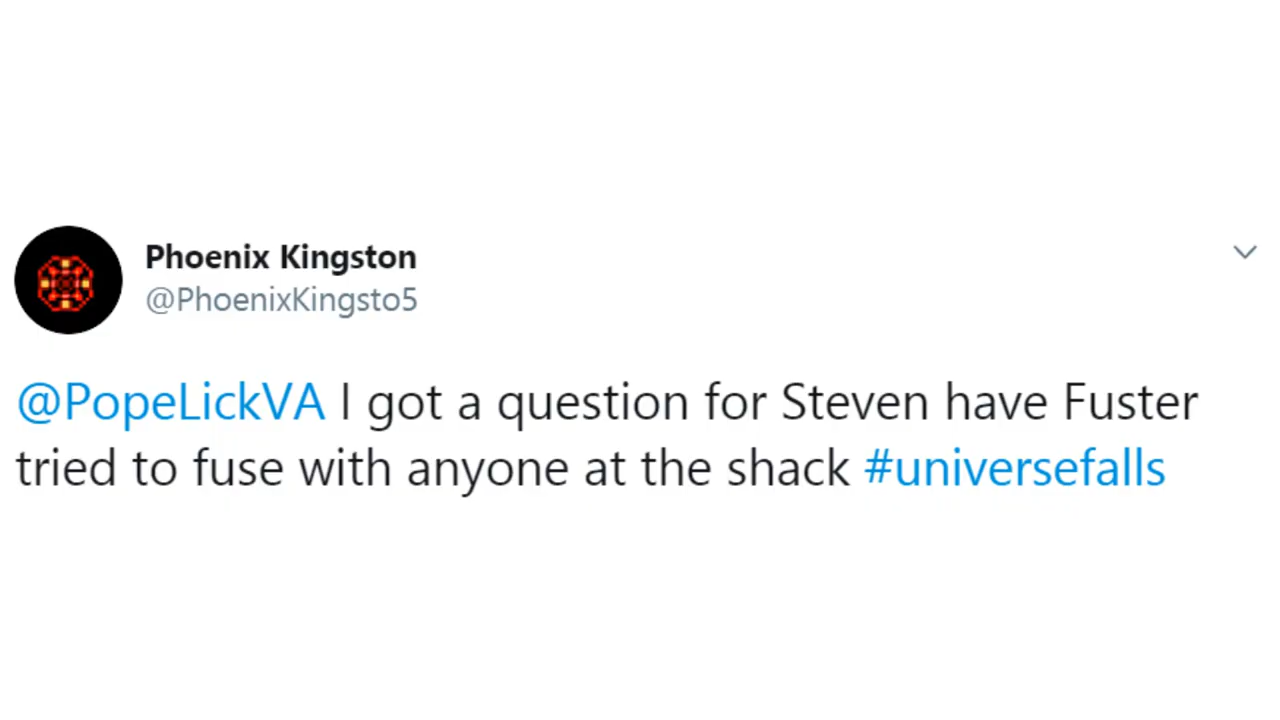 Phoenix Kingston
@PhoenixKingsto5
@PopeLickVA I got a question for Steven have Fuster
tried to fuse with anyone at the shack #universefalls